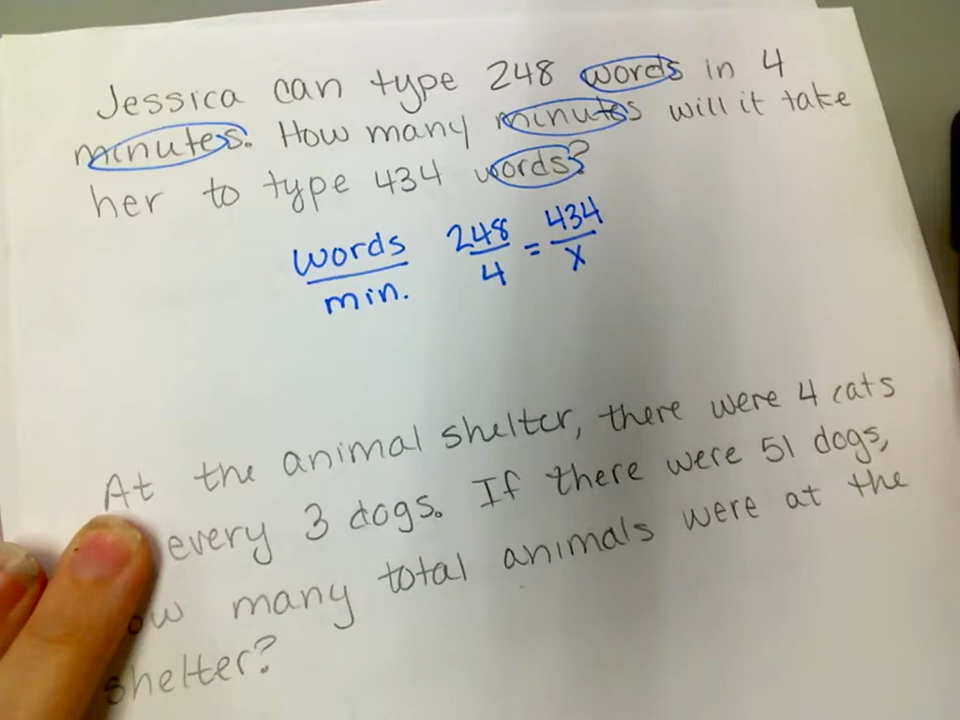 Jessica can type 248 words in 4
minutes. How many minutes will it take
her to type 434 words?
words 248 = 434
min. 4 x
At the animal shelter, there were 4 cats
every 3 dogs. If there were 51 dogs,
ow many total animals were at the
shelter?